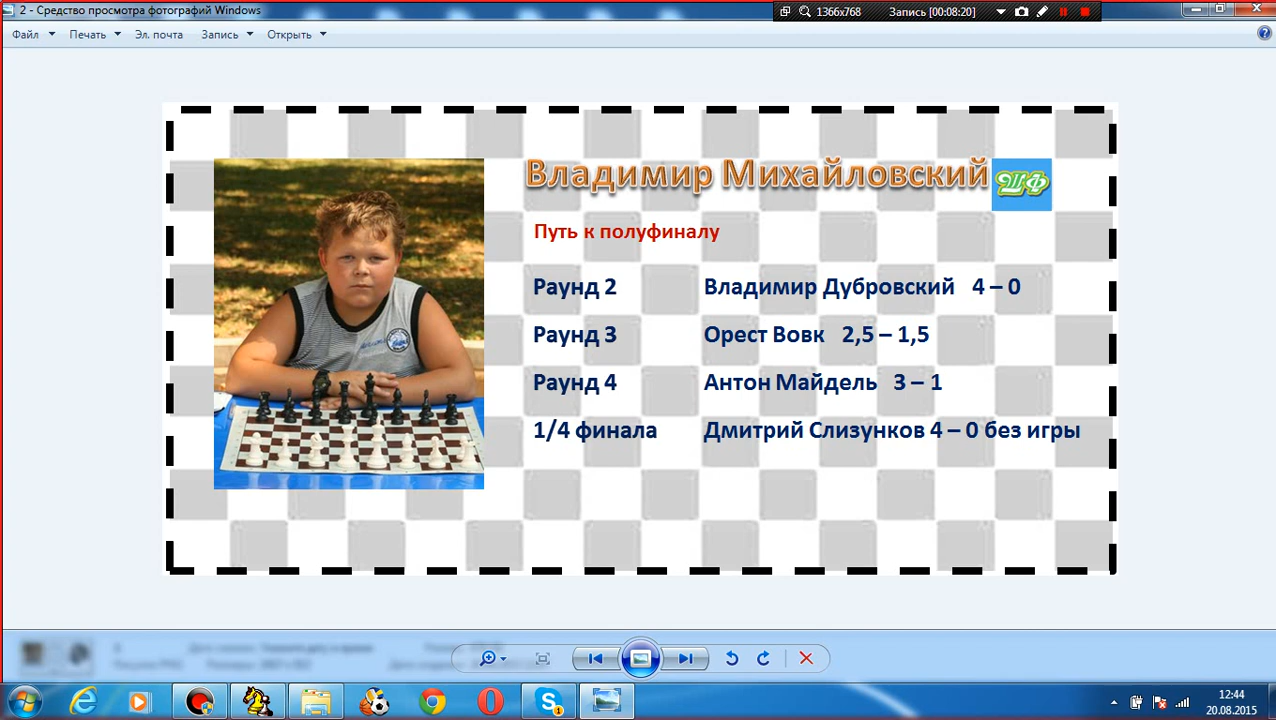 2 - Средство просмотра фотографий Windows
1366x768 Запись [00:08:20]
Файл Печать Эл. почта Запись Открыть
Владимир Михайловский ШФ
Путь к полуфиналу
Раунд 2 Владимир Дубровский 4 – 0
Раунд 3 Орест Вовк 2,5 – 1,5
Раунд 4 Антон Майдель 3 – 1
1/4 финала Дмитрий Слизунков 4 – 0 без игры
12:44
20.08.2015